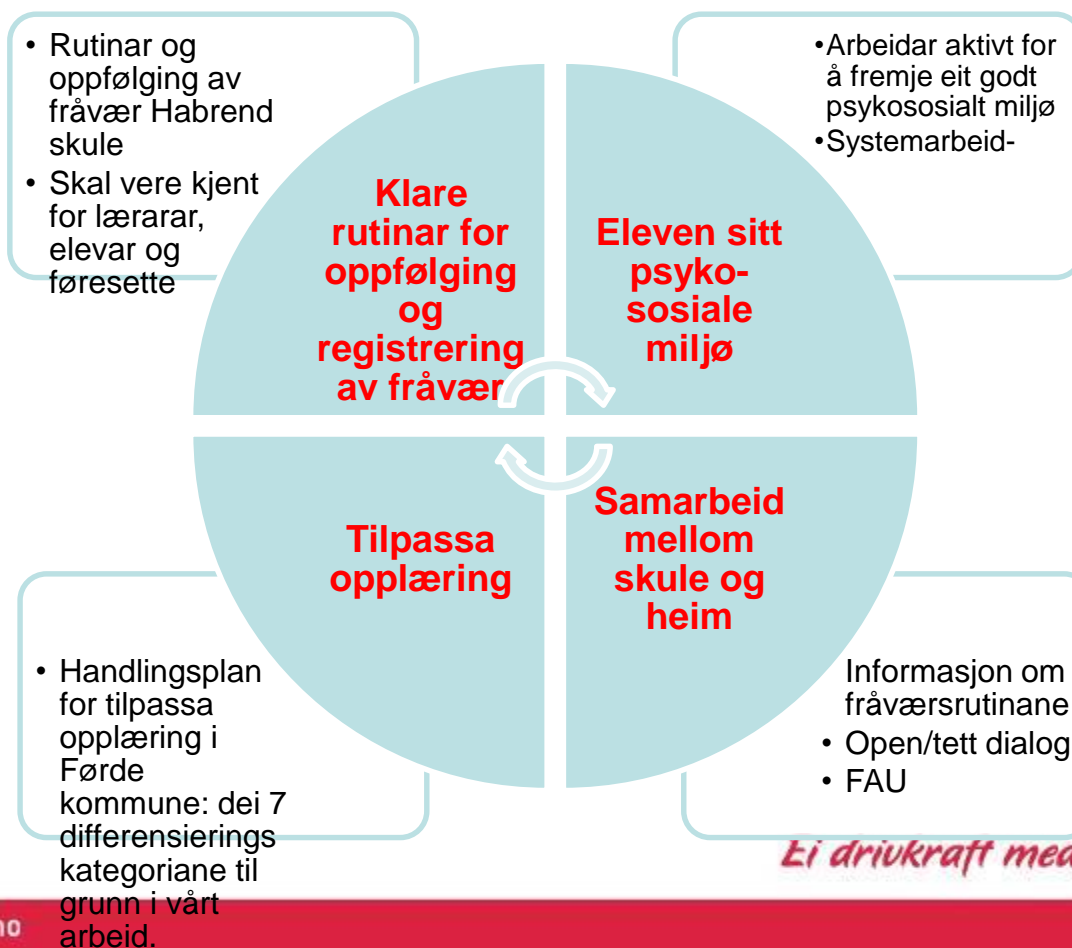 • Rutinar og
oppfølging av
fråvær Habrend
skule
• Skal vere kjent
for lærarar,
elevar og
føresette
•Arbeidar aktivt for
å fremje eit godt
psykososialt miljø
•Systemarbeid-
Klare
rutinar for
oppfølging
og
registrering
av fråvær
Eleven sitt
psyko-
sosiale
miljø
Tilpassa
opplæring
Samarbeid
mellom
skule og
heim
• Handlingsplan
for tilpassa
opplæring i
Førde
kommune: dei 7
differensierings
kategoriane til
grunn i vårt
arbeid.
Informasjon om
fråværsrutinane
• Open/tett dialog
• FAU
Ei drivkraft med
no